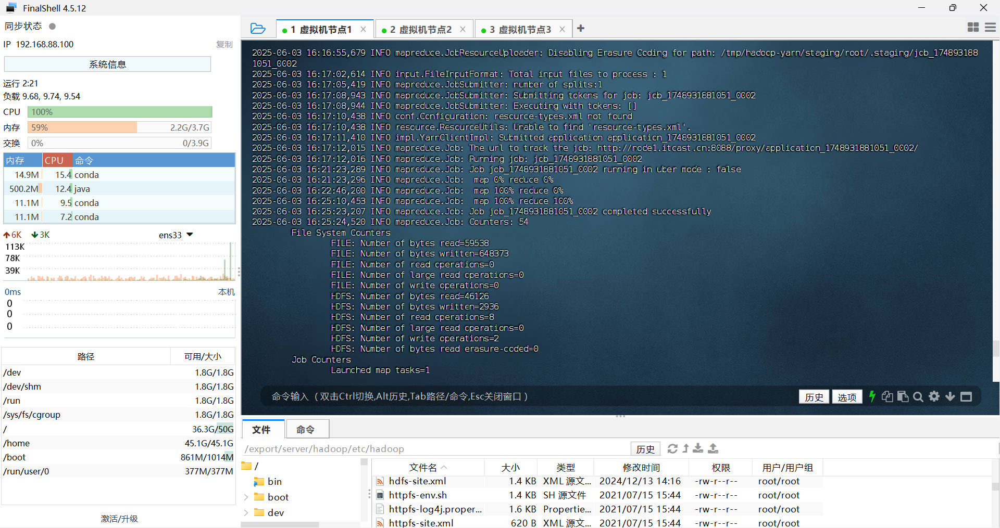 FinalShell 4.5.12
同步状态
IP 192.168.88.100
复制
系统信息
运行 2:21
负载 9.68, 9.74, 9.54
CPU 100%
内存 59% 2.2G/3.7G
交换 0% 0/3.9G
内存 CPU 命令
14.9M 15.4 conda
500.2M 12.4 java
11.1M 9.5 conda
11.1M 7.2 conda
6K 3K ens33
113K
78K
39K
0ms 本机
0
0
0
路径 可用/大小
/dev 1.8G/1.8G
/dev/shm 1.8G/1.8G
/run 1.8G/1.8G
/sys/fs/cgroup 1.8G/1.8G
/ 36.3G/50G
/home 45.1G/45.1G
/boot 861M/1014M
/run/user/0 377M/377M
激活/升级
1 虚拟机节点1 2 虚拟机节点2 3 虚拟机节点3
2025-06-03 16:16:55,679 INFO mapreduce.JobResourceUploader: Disabling Erasure Coding for path: /tmp/hadoop-yarn/staging/root/.staging/job_174893188
1051_0002
2025-06-03 16:17:02,614 INFO input.FileInputFormat: Total input files to process : 1
2025-06-03 16:17:05,419 INFO mapreduce.JobSubmitter: number of splits:1
2025-06-03 16:17:08,943 INFO mapreduce.JobSubmitter: Submitting tokens for job: job_1748931881051_0002
2025-06-03 16:17:08,944 INFO mapreduce.JobSubmitter: Executing with tokens: []
2025-06-03 16:17:10,438 INFO conf.Configuration: resource-types.xml not found
2025-06-03 16:17:10,438 INFO resource.ResourceUtils: Unable to find 'resource-types.xml'.
2025-06-03 16:17:11,410 INFO impl.YarnClientImpl: Submitted application application_1748931881051_0002
2025-06-03 16:17:12,015 INFO mapreduce.Job: The url to track the job: http://node1.itcast.cn:8088/proxy/application_1748931881051_0002/
2025-06-03 16:17:12,016 INFO mapreduce.Job: Running job: job_1748931881051_0002
2025-06-03 16:21:23,289 INFO mapreduce.Job: Job job_1748931881051_0002 running in uber mode : false
2025-06-03 16:21:23,296 INFO mapreduce.Job:  map 0% reduce 0%
2025-06-03 16:22:46,200 INFO mapreduce.Job:  map 100% reduce 0%
2025-06-03 16:25:10,453 INFO mapreduce.Job:  map 100% reduce 100%
2025-06-03 16:25:23,207 INFO mapreduce.Job: Job job_1748931881051_0002 completed successfully
2025-06-03 16:25:24,520 INFO mapreduce.Job: Counters: 54
File System Counters
FILE: Number of bytes read=59538
FILE: Number of bytes written=648373
FILE: Number of read operations=0
FILE: Number of large read operations=0
FILE: Number of write operations=0
HDFS: Number of bytes read=46126
HDFS: Number of bytes written=2936
HDFS: Number of read operations=8
HDFS: Number of large read operations=0
HDFS: Number of write operations=2
HDFS: Number of bytes read erasure-coded=0
Job Counters
Launched map tasks=1
命令输入（双击Ctrl切换,Alt历史,Tab路径/命令,Esc关闭窗口） 历史 选项
文件 命令
/export/server/hadoop/etc/hadoop 历史
/
bin
boot
dev
文件名 大小 类型 修改时间 权限 用户/用户组
hdfs-site.xml 1.4 KB XML 源文... 2024/12/13 14:16 -rw-r--r-- root/root
httpfs-env.sh 1.4 KB SH 源文件 2021/07/15 15:44 -rw-r--r-- root/root
httpfs-log4j.proper... 1.6 KB Propertie... 2021/07/15 15:44 -rw-r--r-- root/root
httpfs-site.xml 620 B XML 源文... 2021/07/15 15:44 -rw-r--r-- root/root